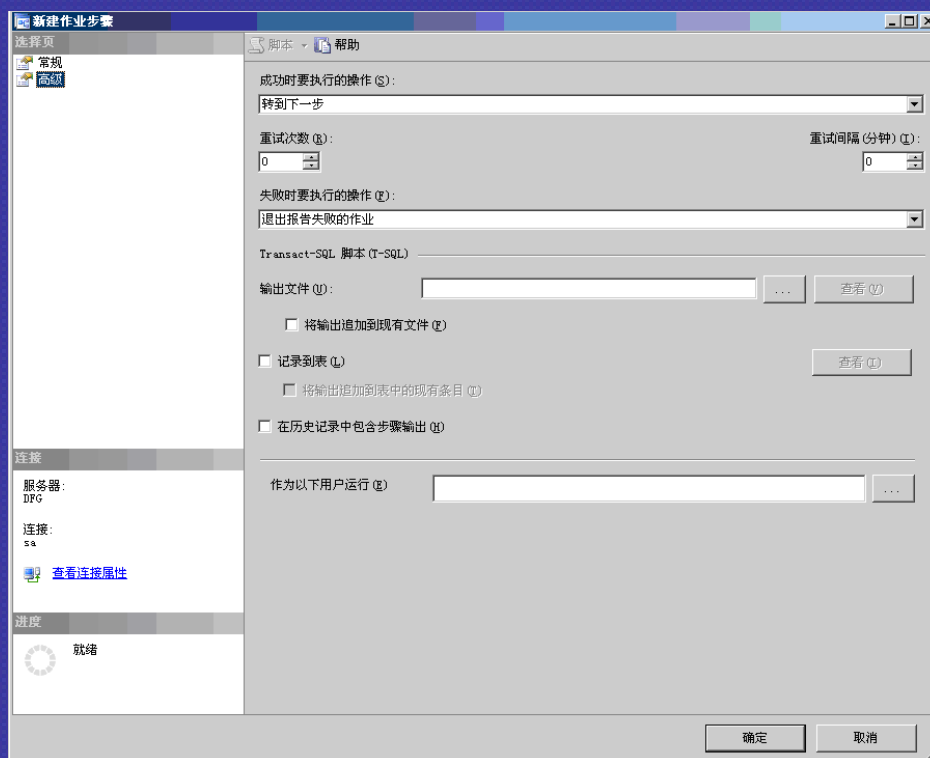 新建作业步骤
选择页
常规
高级
脚本
帮助
成功时要执行的操作(S):
转到下一步
重试次数(R):
重试间隔(分钟)(I):
0
0
失败时要执行的操作(F):
退出报告失败的作业
Transact-SQL 脚本(T-SQL)
输出文件(U):
...
查看(V)
将输出追加到现有文件(E)
记录到表(L)
查看(I)
将输出追加到表中的现有条目(T)
在历史记录中包含步骤输出(H)
作为以下用户运行(E)
...
连接
服务器:
DFG
连接:
sa
查看连接属性
进度
就绪
确定
取消